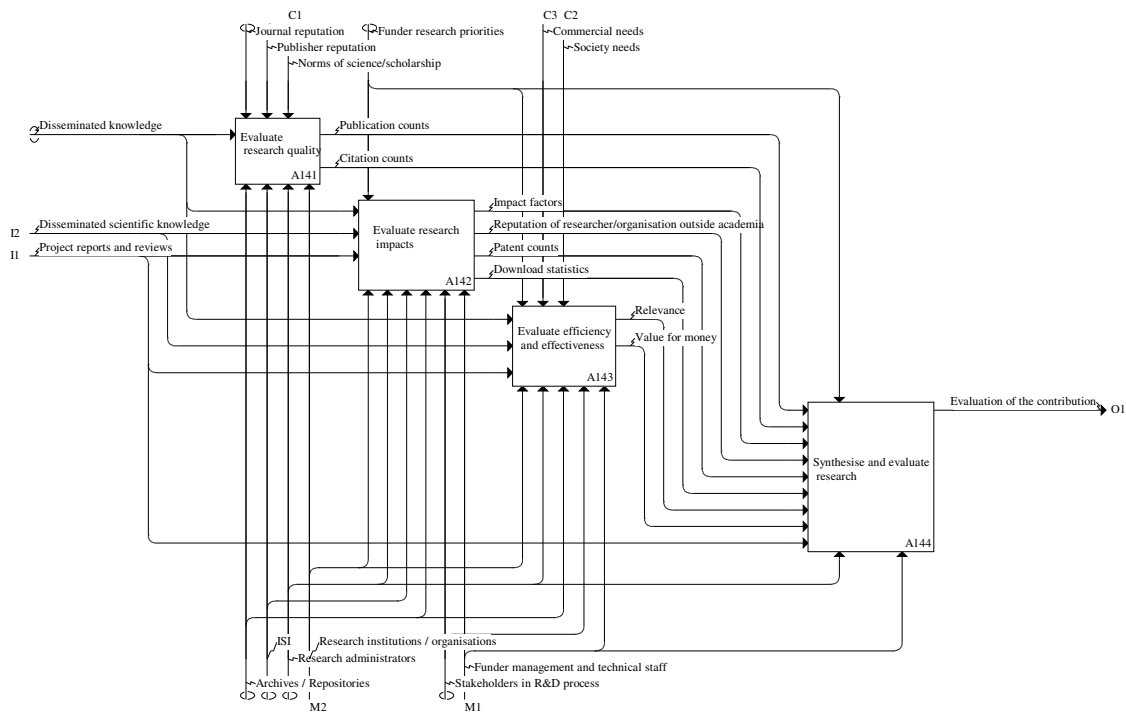 C1
C3 C2
Journal reputation
Funder research priorities
Commercial needs
Publisher reputation
Society needs
Norms of science/scholarship
Disseminated knowledge
Publication counts
Evaluate
research quality
A141
Citation counts
Impact factors
I2
Disseminated scientific knowledge
Reputation of researcher/organisation outside academia
Evaluate research
impacts
A142
I1
Project reports and reviews
Patent counts
Download statistics
Relevance
Evaluate efficiency
and effectiveness
A143
Value for money
Evaluation of the contribution
O1
Synthesise and evaluate
research
A144
ISI
Research institutions / organisations
Research administrators
Funder management and technical staff
Archives / Repositories
Stakeholders in R&D process
M2
M1